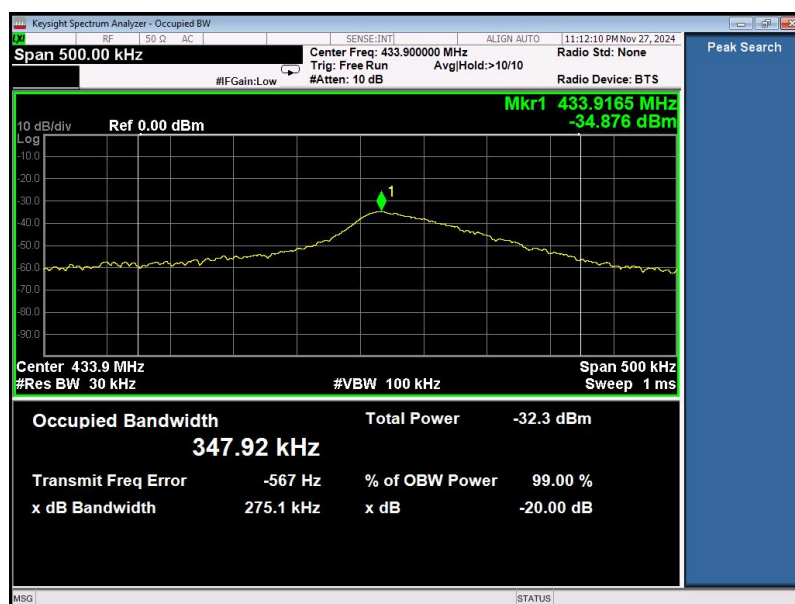 Keysight Spectrum Analyzer - Occupied BW
LXI RF 50 Ω AC SENSE:INT ALIGN AUTO 11:12:10 PM Nov 27, 2024
Span 500.00 kHz
Center Freq: 433.900000 MHz Radio Std: None
Trig: Free Run Avg|Hold:>10/10
#IFGain:Low #Atten: 10 dB Radio Device: BTS
Peak Search
Mkr1 433.9165 MHz
-34.876 dBm
10 dB/div Ref 0.00 dBm
Log
-10.0
-20.0
-30.0
1
-40.0
-50.0
-60.0
-70.0
-80.0
-90.0
Center 433.9 MHz Span 500 kHz
#Res BW 30 kHz #VBW 100 kHz Sweep 1 ms
Occupied Bandwidth Total Power -32.3 dBm
347.92 kHz
Transmit Freq Error -567 Hz % of OBW Power 99.00 %
x dB Bandwidth 275.1 kHz x dB -20.00 dB
MSG STATUS